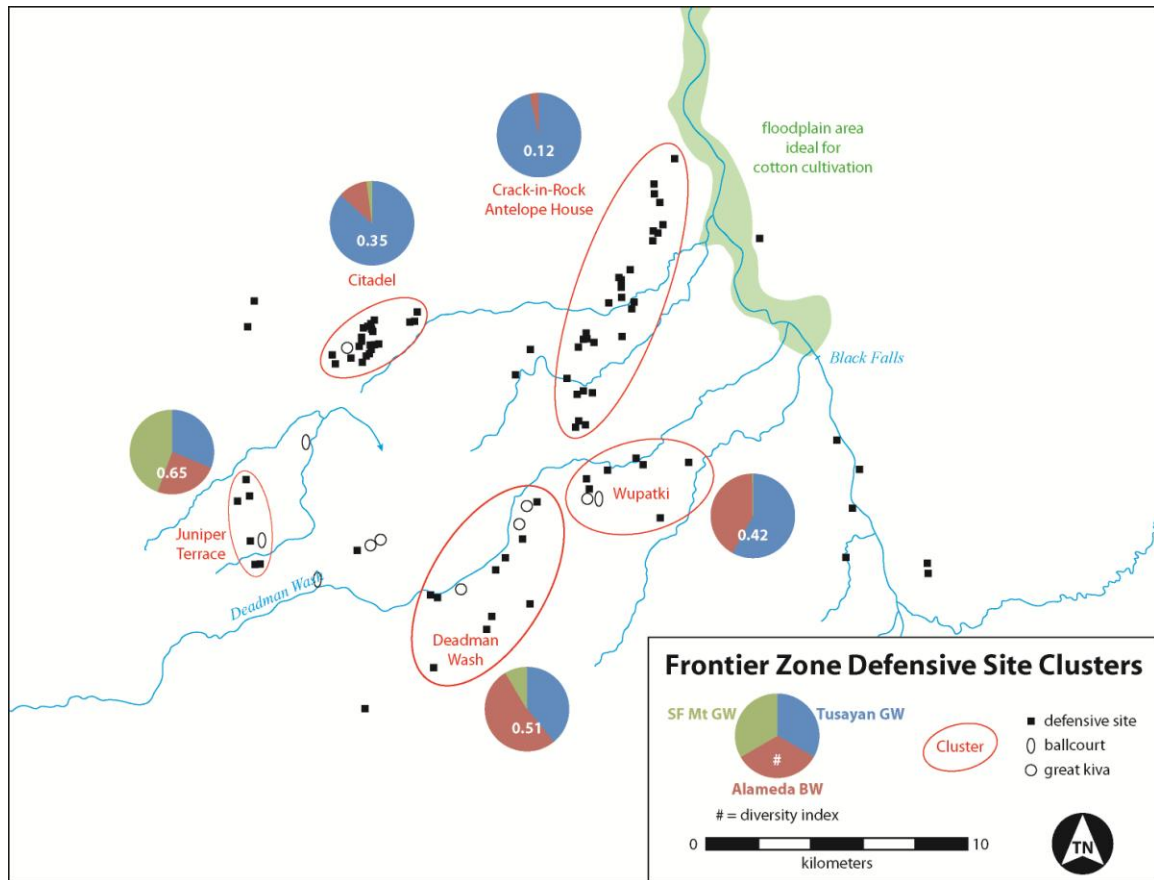 floodplain area
ideal for
cotton cultivation
0.12
Crack-in-Rock
Antelope House
0.35
Citadel
Black Falls
0.65
Juniper
Terrace
Wupatki
0.42
Deadman Wash
Deadman
Wash
0.51
Frontier Zone Defensive Site Clusters
SF Mt GW
Tusayan GW
#
Alameda BW
# = diversity index
Cluster
defensive site
ballcourt
great kiva
0
10
kilometers
TN